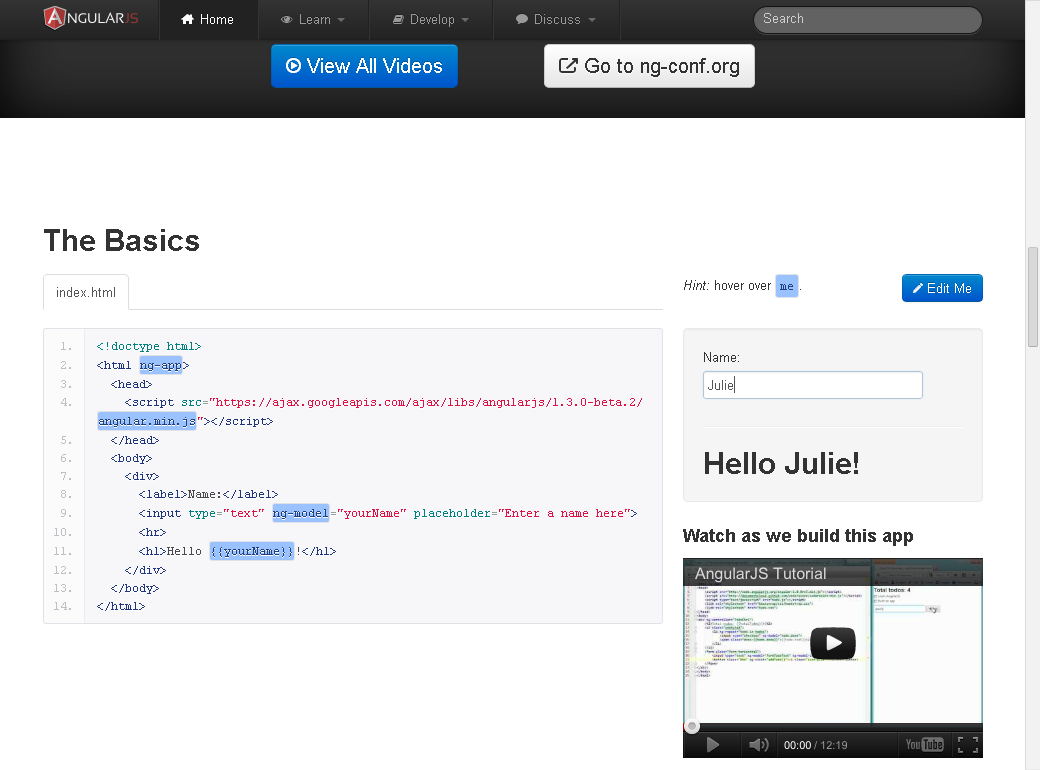 ANGULARJS Home Learn Develop Discuss Search
View All Videos Go to ng-conf.org
The Basics
index.html
Hint: hover over me.
Edit Me
1. <!doctype html>
2. <html ng-app>
3. <head>
4. <script src="https://ajax.googleapis.com/ajax/libs/angularjs/1.3.0-beta.2/
angular.min.js"></script>
5. </head>
6. <body>
7. <div>
8. <label>Name:</label>
9. <input type="text" ng-model="yourName" placeholder="Enter a name here">
10. <hr>
11. <h1>Hello {{yourName}}!</h1>
12. </div>
13. </body>
14. </html>
Name:
Julie
Hello Julie!
Watch as we build this app
AngularJS Tutorial
Total todos: 4
00:00 / 12:19 YouTube